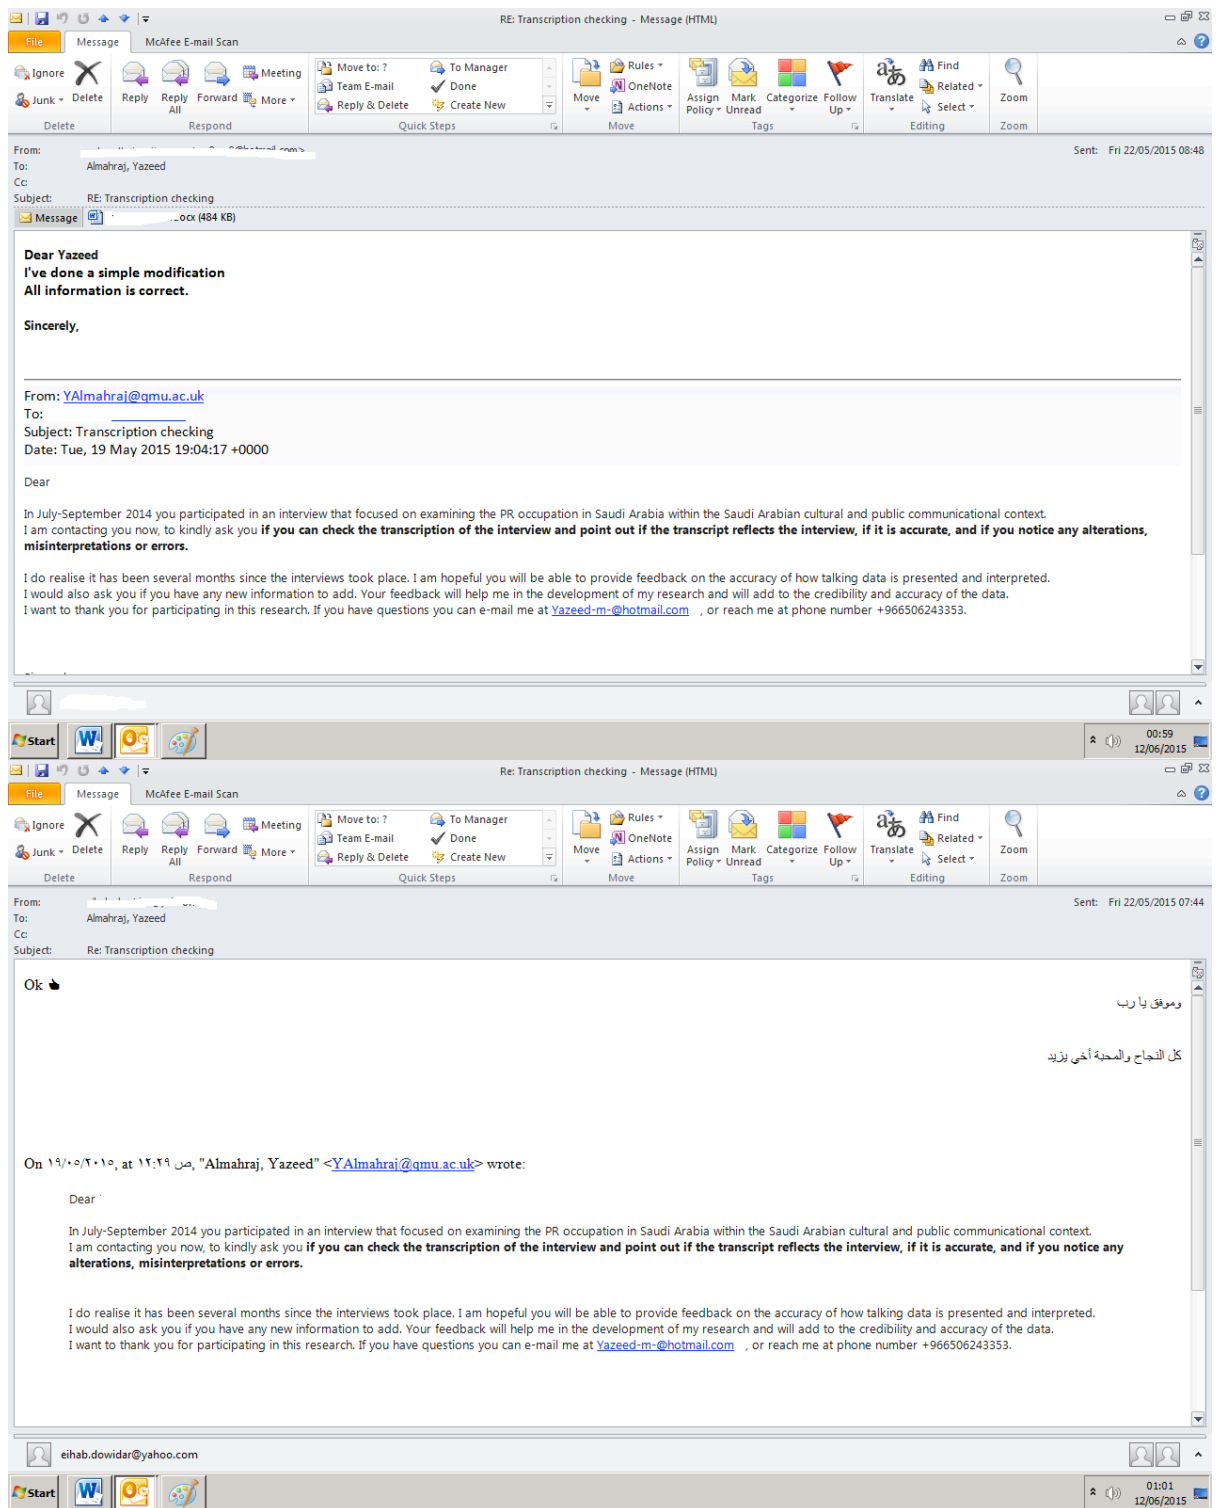 RE: Transcription checking - Message (HTML)
File Message McAfee E-mail Scan
Ignore Delete Reply Reply All Forward Meeting Move to: ? To Manager Rules Find
Junk More Team E-mail Done OneNote Related
Reply & Delete Create New Move Actions Assign Policy Mark Unread Categorize Follow Up Translate Select Zoom
Delete Respond Quick Steps Move Tags Editing Zoom
From: Sent: Fri 22/05/2015 08:48
To: Almahraj, Yazeed
Cc:
Subject: RE: Transcription checking
Message (484 KB)
Dear Yazeed
I've done a simple modification
All information is correct.
Sincerely,
From: YAlmahraj@qmu.ac.uk
To:
Subject: Transcription checking
Date: Tue, 19 May 2015 19:04:17 +0000
Dear
In July-September 2014 you participated in an interview that focused on examining the PR occupation in Saudi Arabia within the Saudi Arabian cultural and public communicational context.
I am contacting you now, to kindly ask you if you can check the transcription of the interview and point out if the transcript reflects the interview, if it is accurate, and if you notice any alterations,
misinterpretations or errors.
I do realise it has been several months since the interviews took place. I am hopeful you will be able to provide feedback on the accuracy of how talking data is presented and interpreted.
I would also ask you if you have any new information to add. Your feedback will help me in the development of my research and will add to the credibility and accuracy of the data.
I want to thank you for participating in this research. If you have questions you can e-mail me at Yazeed-m-@hotmail.com , or reach me at phone number +966506243353.
Start 00:59
12/06/2015
Re: Transcription checking - Message (HTML)
File Message McAfee E-mail Scan
Ignore Delete Reply Reply All Forward Meeting Move to: ? To Manager Rules Find
Junk More Team E-mail Done OneNote Related
Reply & Delete Create New Move Actions Assign Policy Mark Unread Categorize Follow Up Translate Select Zoom
Delete Respond Quick Steps Move Tags Editing Zoom
From: Sent: Fri 22/05/2015 07:44
To: Almahraj, Yazeed
Cc:
Subject: Re: Transcription checking
Ok 👍
وموفق يا رب
كل النجاح والمحبة أخي يزيد
On ١٩/٠٥/٢٠١٥, at ١٢:٢٩ ص, "Almahraj, Yazeed" <YAlmahraj@qmu.ac.uk> wrote:
Dear
In July-September 2014 you participated in an interview that focused on examining the PR occupation in Saudi Arabia within the Saudi Arabian cultural and public communicational context.
I am contacting you now, to kindly ask you if you can check the transcription of the interview and point out if the transcript reflects the interview, if it is accurate, and if you notice any
alterations, misinterpretations or errors.
I do realise it has been several months since the interviews took place. I am hopeful you will be able to provide feedback on the accuracy of how talking data is presented and interpreted.
I would also ask you if you have any new information to add. Your feedback will help me in the development of my research and will add to the credibility and accuracy of the data.
I want to thank you for participating in this research. If you have questions you can e-mail me at Yazeed-m-@hotmail.com , or reach me at phone number +966506243353.
eihab.dowidar@yahoo.com
Start 01:01
12/06/2015